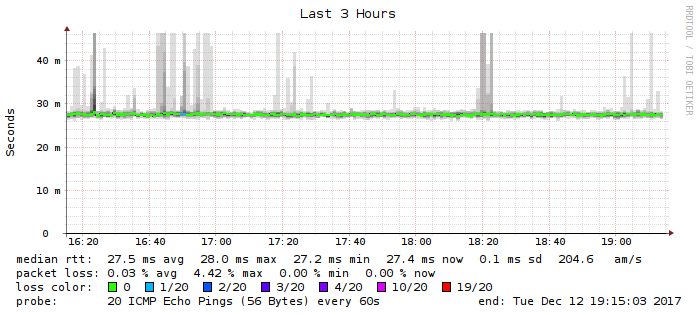 Last 3 Hours
RRDTOOL / TOBI OETIKER
Seconds
40 m
30 m
20 m
10 m
0
16:20 16:40 17:00 17:20 17:40 18:00 18:20 18:40 19:00
median rtt: 27.5 ms avg 28.0 ms max 27.2 ms min 27.4 ms now 0.1 ms sd 204.6 am/s
packet loss: 0.03 % avg 4.42 % max 0.00 % min 0.00 % now
loss color: 0 1/20 2/20 3/20 4/20 10/20 19/20
probe: 20 ICMP Echo Pings (56 Bytes) every 60s end: Tue Dec 12 19:15:03 2017